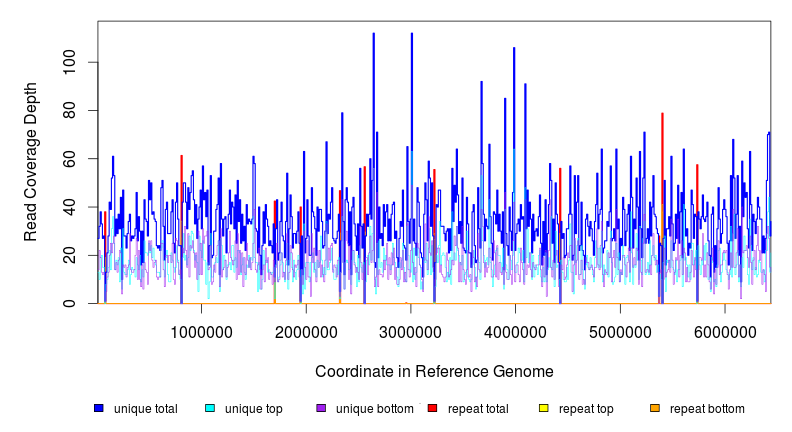 Read Coverage Depth
100
80
60
40
20
0
1000000 2000000 3000000 4000000 5000000 6000000
Coordinate in Reference Genome
unique total unique top unique bottom repeat total repeat top repeat bottom